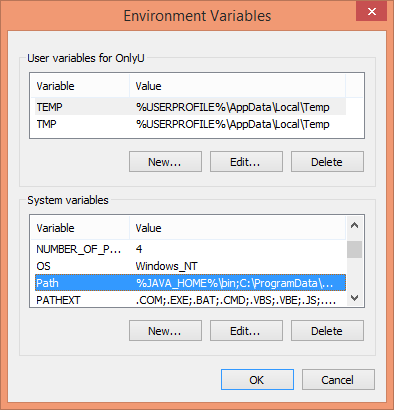 Environment Variables
User variables for OnlyU
Variable Value
TEMP %USERPROFILE%\AppData\Local\Temp
TMP %USERPROFILE%\AppData\Local\Temp
New... Edit... Delete
System variables
Variable Value
NUMBER_OF_P... 4
OS Windows_NT
Path %JAVA_HOME%\bin;C:\ProgramData\...
PATHEXT .COM;.EXE;.BAT;.CMD;.VBS;.VBE;.JS;....
New... Edit... Delete
OK Cancel